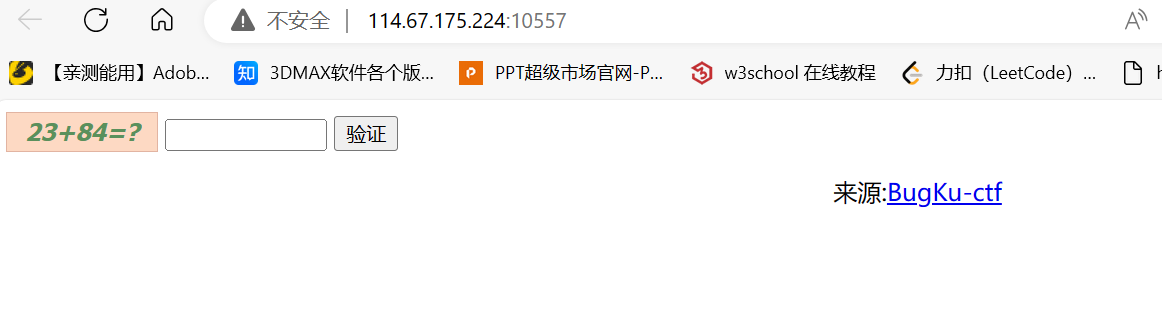 不安全 114.67.175.224:10557 A))
【亲测能用】Adob... 知 3DMAX软件各个版... P PPT超级市场官网-P... w3school 在线教程 力扣（LeetCode）... h
23+84=? 验证
来源:BugKu-ctf